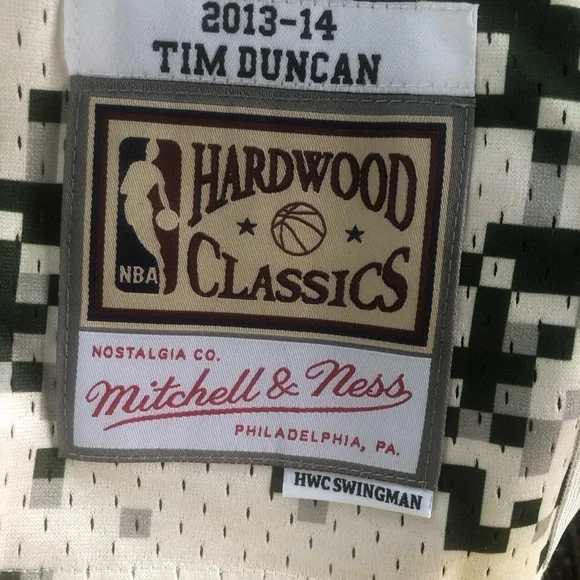 2013-14
TIM DUNCAN
HARDWOOD
NBA
CLASSICS
NOSTALGIA CO.
Mitchell & Ness
PHILADELPHIA, PA.
HWC SWINGMAN